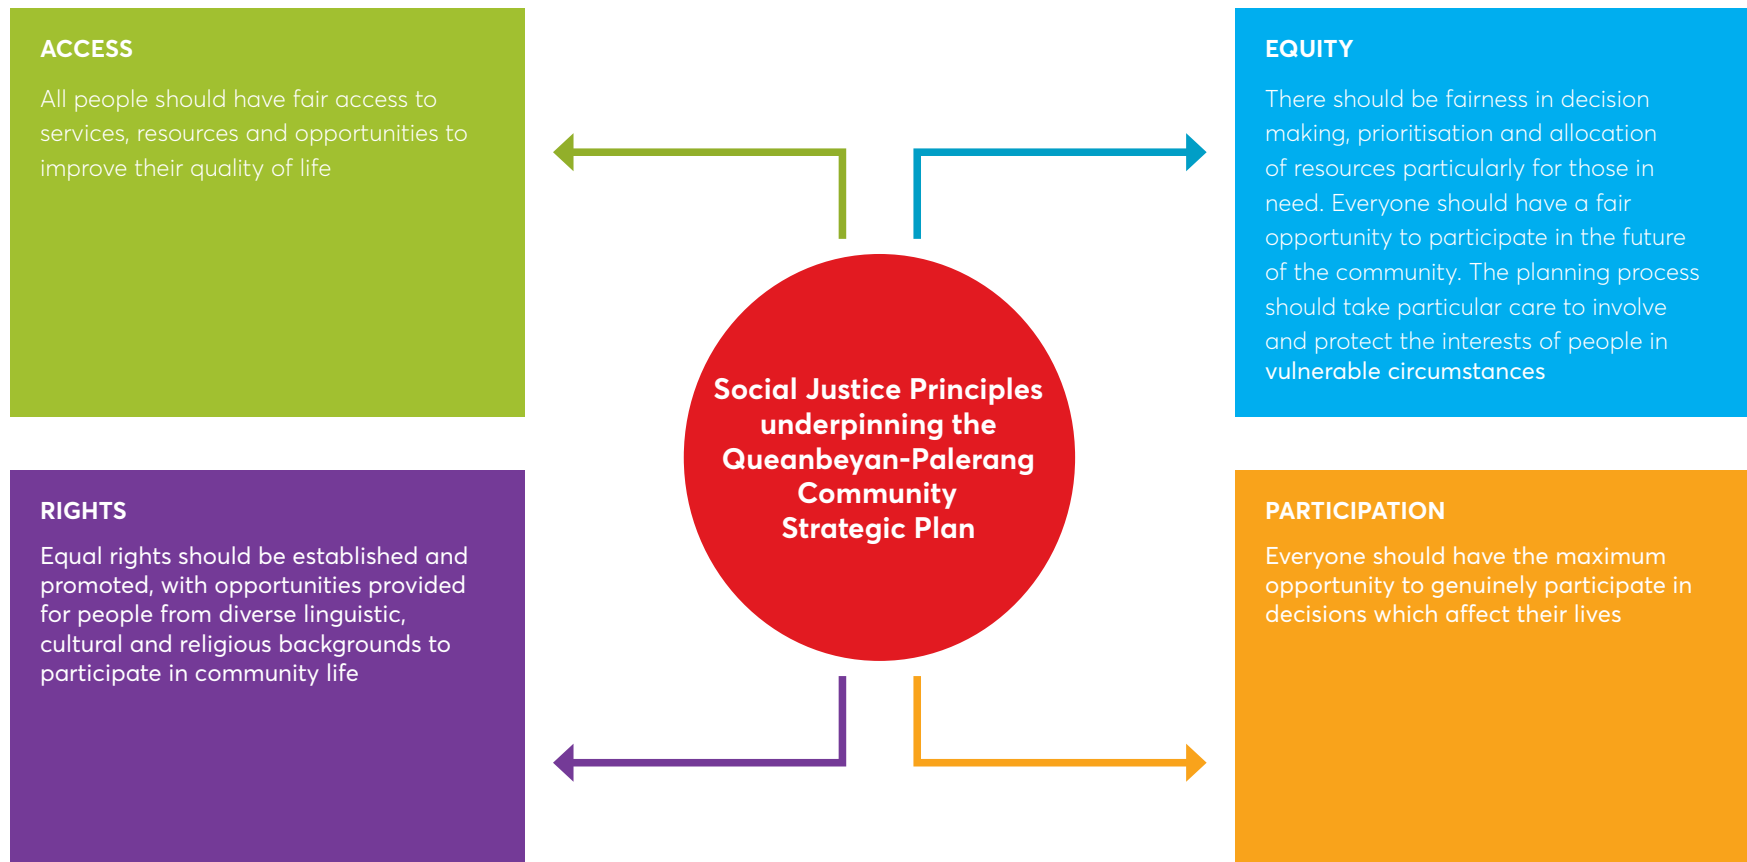 ACCESS
All people should have fair access to
services, resources and opportunities to
improve their quality of life
EQUITY
There should be fairness in decision
making, prioritisation and allocation
of resources particularly for those in
need. Everyone should have a fair
opportunity to participate in the future
of the community. The planning process
should take particular care to involve
and protect the interests of people in
vulnerable circumstances
Social Justice Principles
underpinning the
Queanbeyan-Palerang
Community
Strategic Plan
RIGHTS
Equal rights should be established and
promoted, with opportunities provided
for people from diverse linguistic,
cultural and religious backgrounds to
participate in community life
PARTICIPATION
Everyone should have the maximum
opportunity to genuinely participate in
decisions which affect their lives